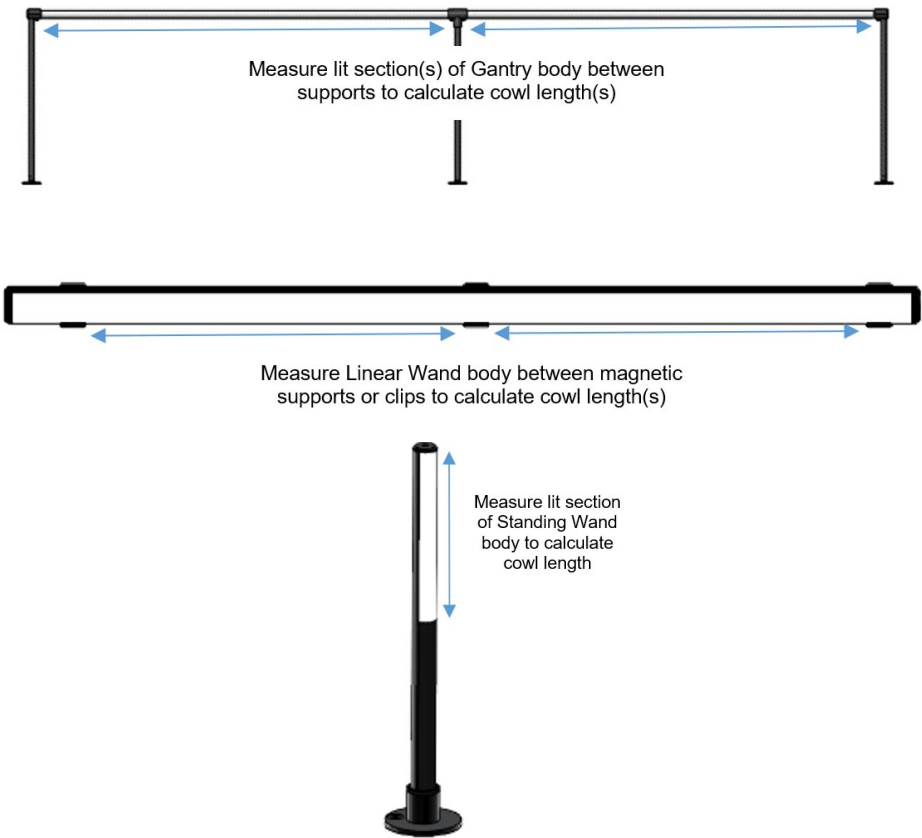 Measure lit section(s) of Gantry body between
supports to calculate cowl length(s)
Measure Linear Wand body between magnetic
supports or clips to calculate cowl length(s)
Measure lit section
of Standing Wand
body to calculate
cowl length